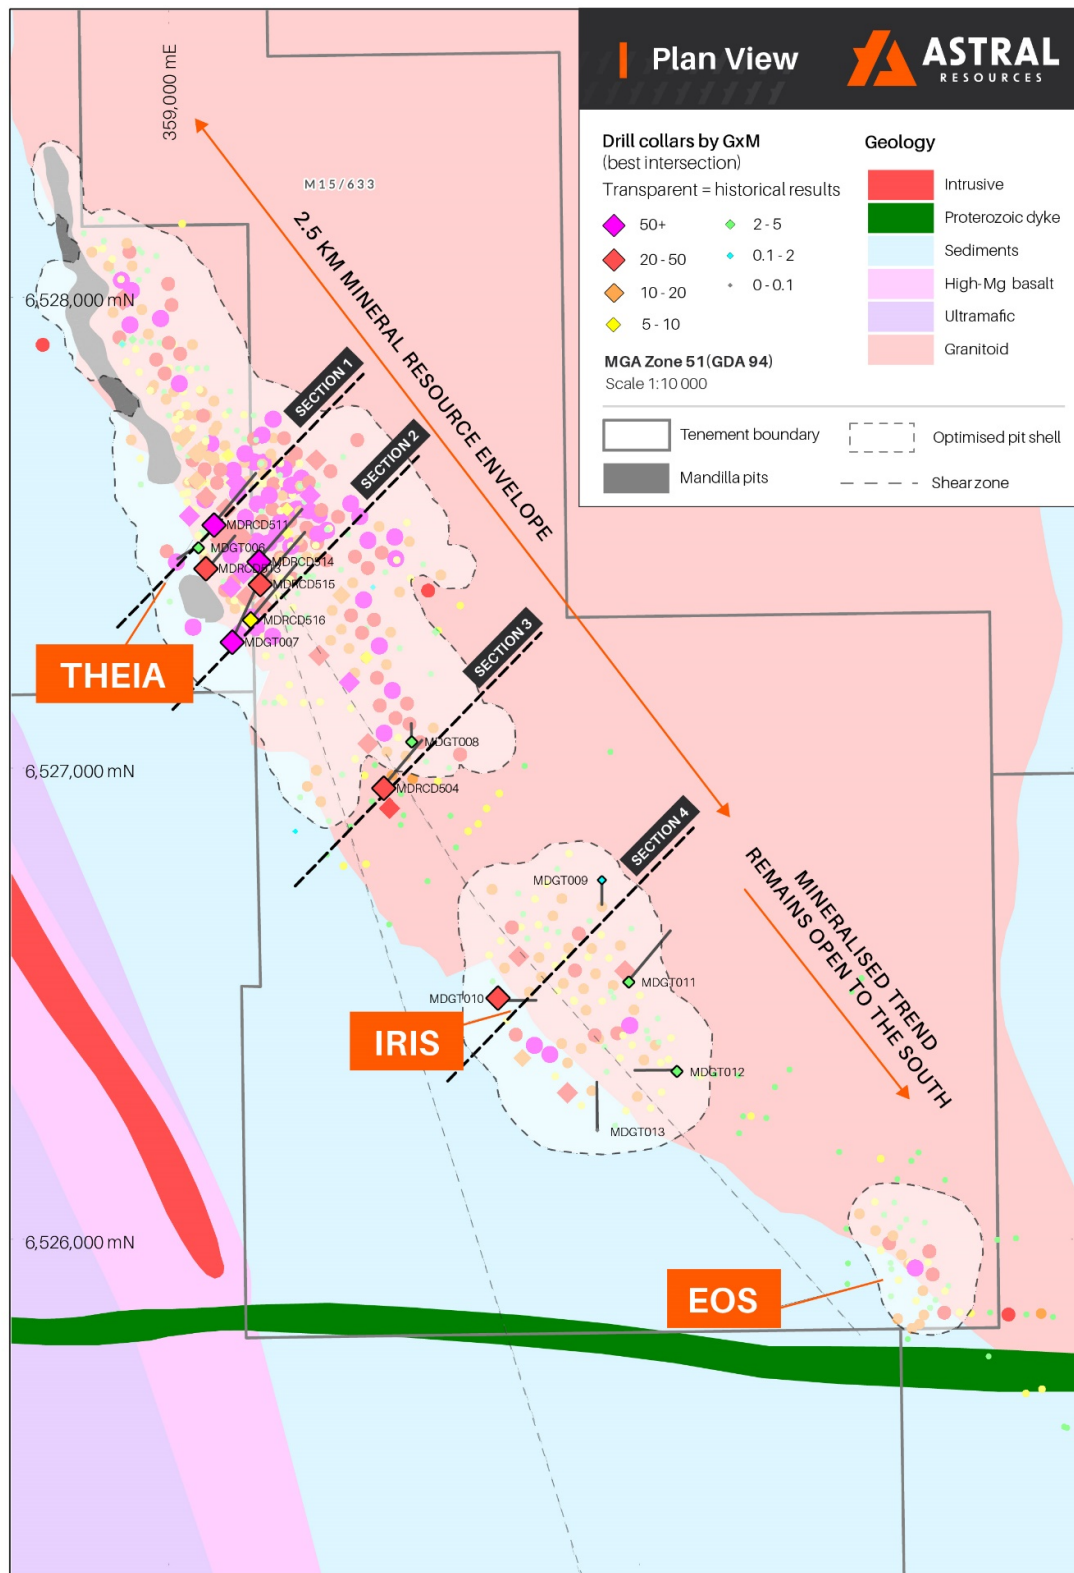 Plan View
ASTRAL
RESOURCES
Drill collars by GxM
(best intersection)
Transparent = historical results
50+
20 - 50
10 - 20
5 - 10
2 - 5
0.1 - 2
0 - 0.1
MGA Zone 51(GDA 94)
Scale 1:10 000
Geology
Intrusive
Proterozoic dyke
Sediments
High-Mg basalt
Ultramafic
Granitoid
Tenement boundary
Optimised pit shell
Mandilla pits
Shear zone
359,000 mE
M15/633
2.5 KM MINERAL RESOURCE ENVELOPE
6,528,000 mN
SECTION 1
SECTION 2
MDRCD511
MDGT006
MDRCD514
MDRCD513
MDRCD515
MDRCD516
MDGT007
THEIA
SECTION 3
MDGT008
6,527,000 mN
MDRCD504
SECTION 4
MDGT009
MINERALISED TREND
REMAINS OPEN TO THE SOUTH
MDGT011
MDGT010
IRIS
MDGT012
MDGT013
6,526,000 mN
EOS